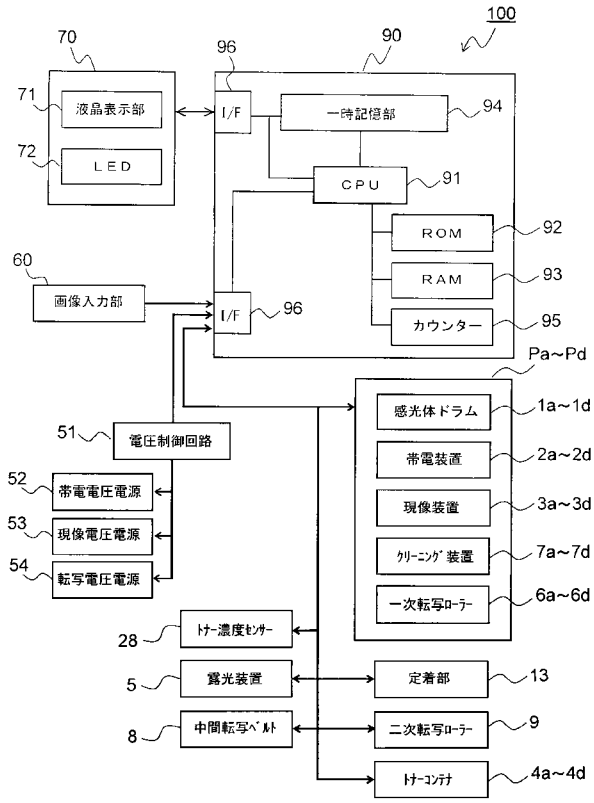 100
70
96
90
71
液晶表示部
I/F
一時記憶部
94
72
LED
CPU
91
ROM
92
60
RAM
93
画像入力部
I/F
96
カウンター
95
Pa~Pd
感光体ドラム
1a~1d
51
電圧制御回路
帯電装置
2a~2d
52
帯電電圧電源
現像装置
3a~3d
53
現像電圧電源
クリーニング装置
7a~7d
54
転写電圧電源
一次転写ローラー
6a~6d
トナー濃度センサー
28
露光装置
5
定着部
13
中間転写ベルト
8
二次転写ローラー
9
トナーコンテナ
4a~4d